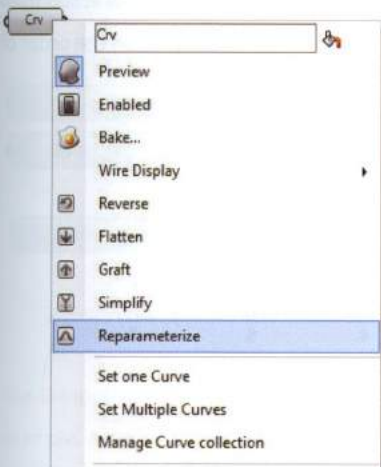 Crv
Crv
Preview
Enabled
Bake...
Wire Display
Reverse
Flatten
Graft
Simplify
Reparameterize
Set one Curve
Set Multiple Curves
Manage Curve collection